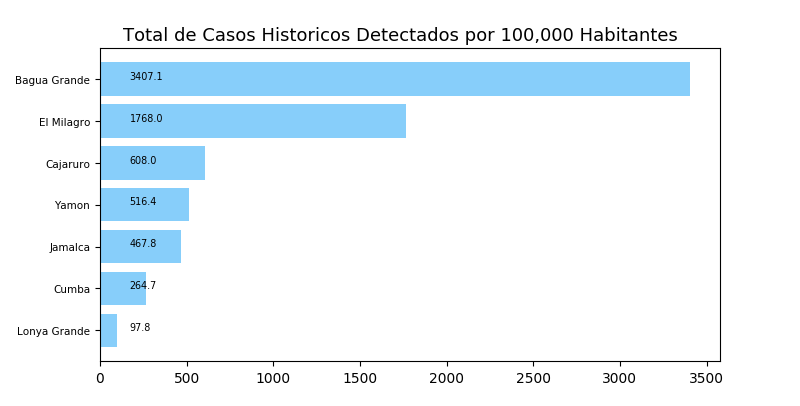 Total de Casos Historicos Detectados por 100,000 Habitantes
Bagua Grande 3407.1
El Milagro 1768.0
Cajaruro 608.0
Yamon 516.4
Jamalca 467.8
Cumba 264.7
Lonya Grande 97.8
0 500 1000 1500 2000 2500 3000 3500